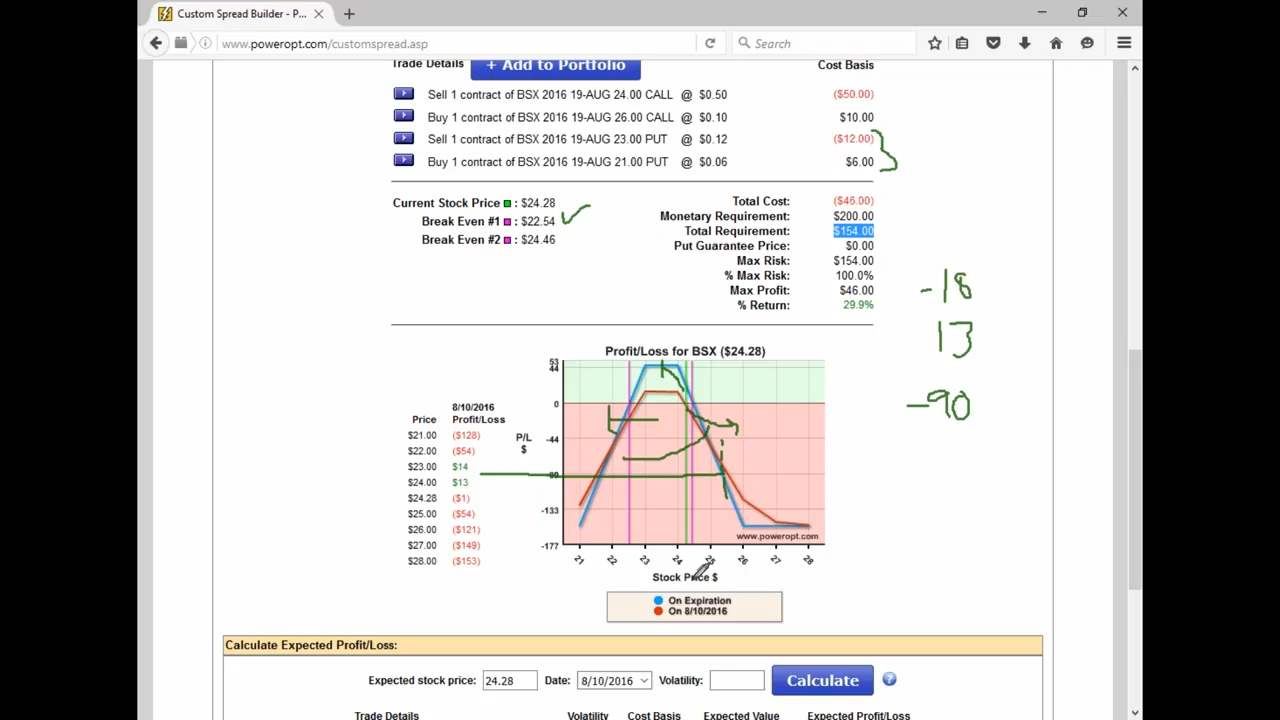 Custom Spread Builder - P...
www.poweropt.com/customspread.asp
Search
Trade Details + Add to Portfolio Cost Basis
Sell 1 contract of BSX 2016 19-AUG 24.00 CALL @ $0.50 ($50.00)
Buy 1 contract of BSX 2016 19-AUG 26.00 CALL @ $0.10 $10.00
Sell 1 contract of BSX 2016 19-AUG 23.00 PUT @ $0.12 ($12.00)
Buy 1 contract of BSX 2016 19-AUG 21.00 PUT @ $0.06 $6.00
Current Stock Price : $24.28
Break Even #1 : $22.54
Break Even #2 : $24.46
Total Cost: ($46.00)
Monetary Requirement: $200.00
Total Requirement: $154.00
Put Guarantee Price: $0.00
Max Risk: $154.00
% Max Risk: 100.0%
Max Profit: $46.00
% Return: 29.9%
-18
13
-90
8/10/2016
Price Profit/Loss
$21.00 ($128)
$22.00 ($54)
$23.00 $14
$24.00 $13
$24.28 ($1)
$25.00 ($54)
$26.00 ($121)
$27.00 ($149)
$28.00 ($153)
Profit/Loss for BSX ($24.28)
P/L
$
53
44
0
-44
-133
-177
www.poweropt.com
21 22 23 24 25 26 27 28
Stock Price $
On Expiration
On 8/10/2016
Calculate Expected Profit/Loss:
Expected stock price: 24.28 Date: 8/10/2016 Volatility: Calculate ?
Trade Details Volatility Cost Basis Expected Value Expected Profit/Loss